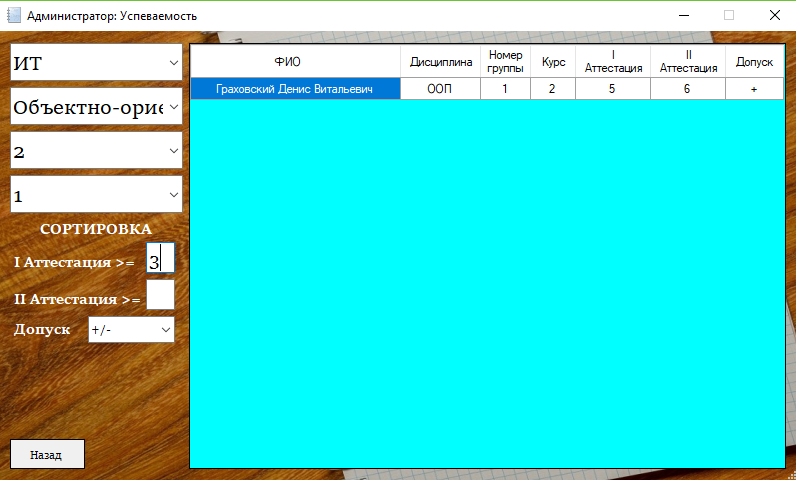 Администратор: Успеваемость
ИТ
Объектно-орие
2
1
СОРТИРОВКА
I Аттестация >= 3
II Аттестация >=
Допуск +/-
Назад
ФИО Дисциплина Номер группы Курс I Аттестация II Аттестация Допуск
Граховский Денис Витальевич ООП 1 2 5 6 +